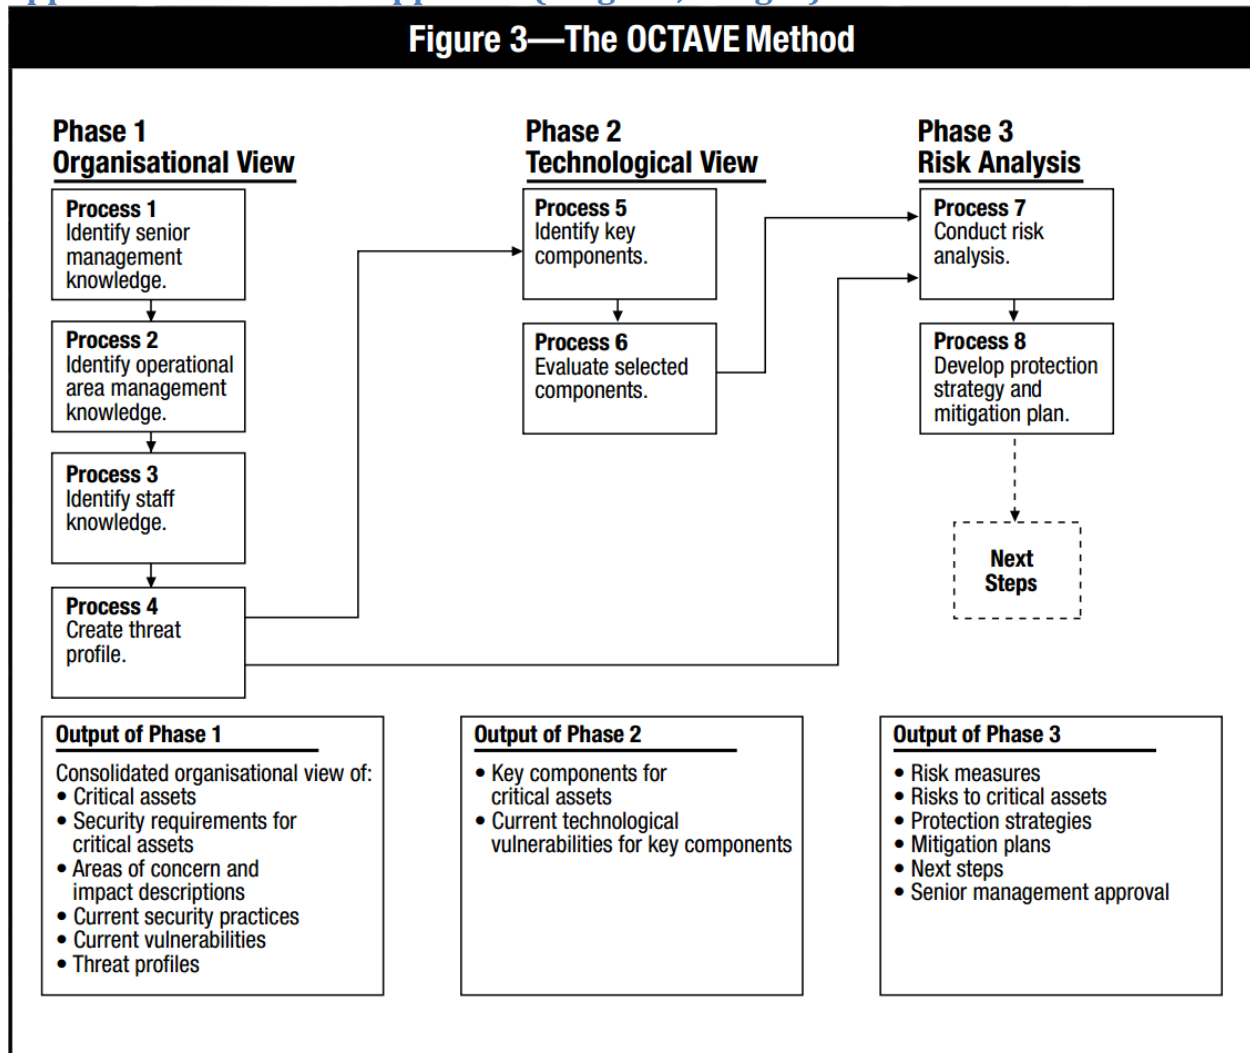 Figure 3—The OCTAVE Method
Phase 1
Organisational View
Process 1
Identify senior
management
knowledge.
Process 2
Identify operational
area management
knowledge.
Process 3
Identify staff
knowledge.
Process 4
Create threat
profile.
Phase 2
Technological View
Process 5
Identify key
components.
Process 6
Evaluate selected
components.
Phase 3
Risk Analysis
Process 7
Conduct risk
analysis.
Process 8
Develop protection
strategy and
mitigation plan.
Next
Steps
Output of Phase 1
Consolidated organisational view of:
• Critical assets
• Security requirements for
critical assets
• Areas of concern and
impact descriptions
• Current security practices
• Current vulnerabilities
• Threat profiles
Output of Phase 2
• Key components for
critical assets
• Current technological
vulnerabilities for key components
Output of Phase 3
• Risk measures
• Risks to critical assets
• Protection strategies
• Mitigation plans
• Next steps
• Senior management approval